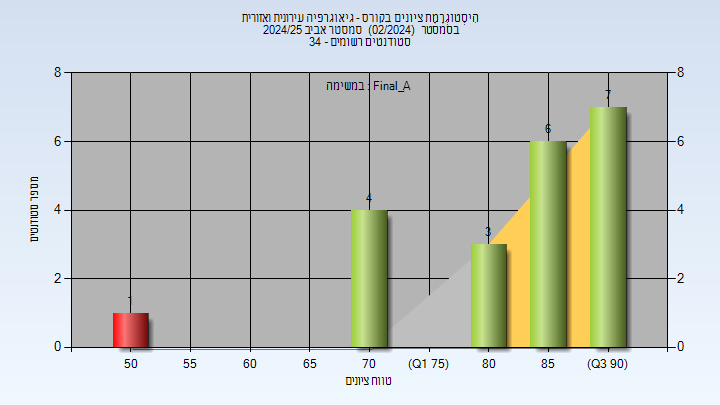 היסטוגרמת ציונים בקורס - גיאוגרפיה עירונית ואזורית
בסמסטר (02/2024) סמסטר אביב 2024/25
סטודנטים רשומים - 34
במשימה : Final_A
מספר סטודנטים
8
6
4
2
0
8
6
4
2
0
1
4
3
6
7
50
55
60
65
70
(Q1 75)
80
85
(Q3 90)
טווח ציונים